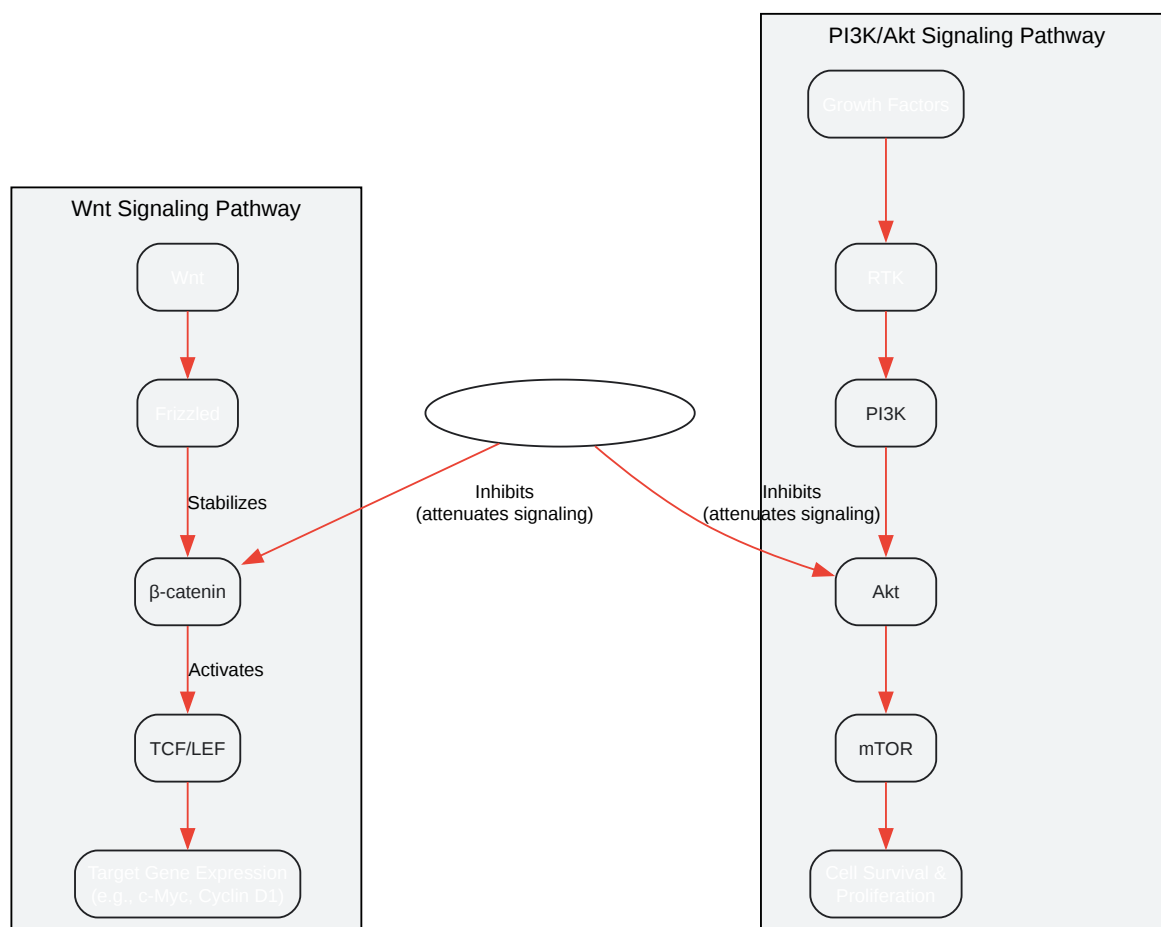 PI3K/Akt Signaling Pathway
Growth Factors
Wnt Signaling Pathway
Wnt
RTK
Frizzled
PI3K
Stabilizes
Inhibits
(attenuates signaling)
Inhibits
(attenuates signaling)
β-catenin
Akt
Activates
TCF/LEF
mTOR
Target Gene Expression
(e.g., c-Myc, Cyclin D1)
Cell Survival &
Proliferation